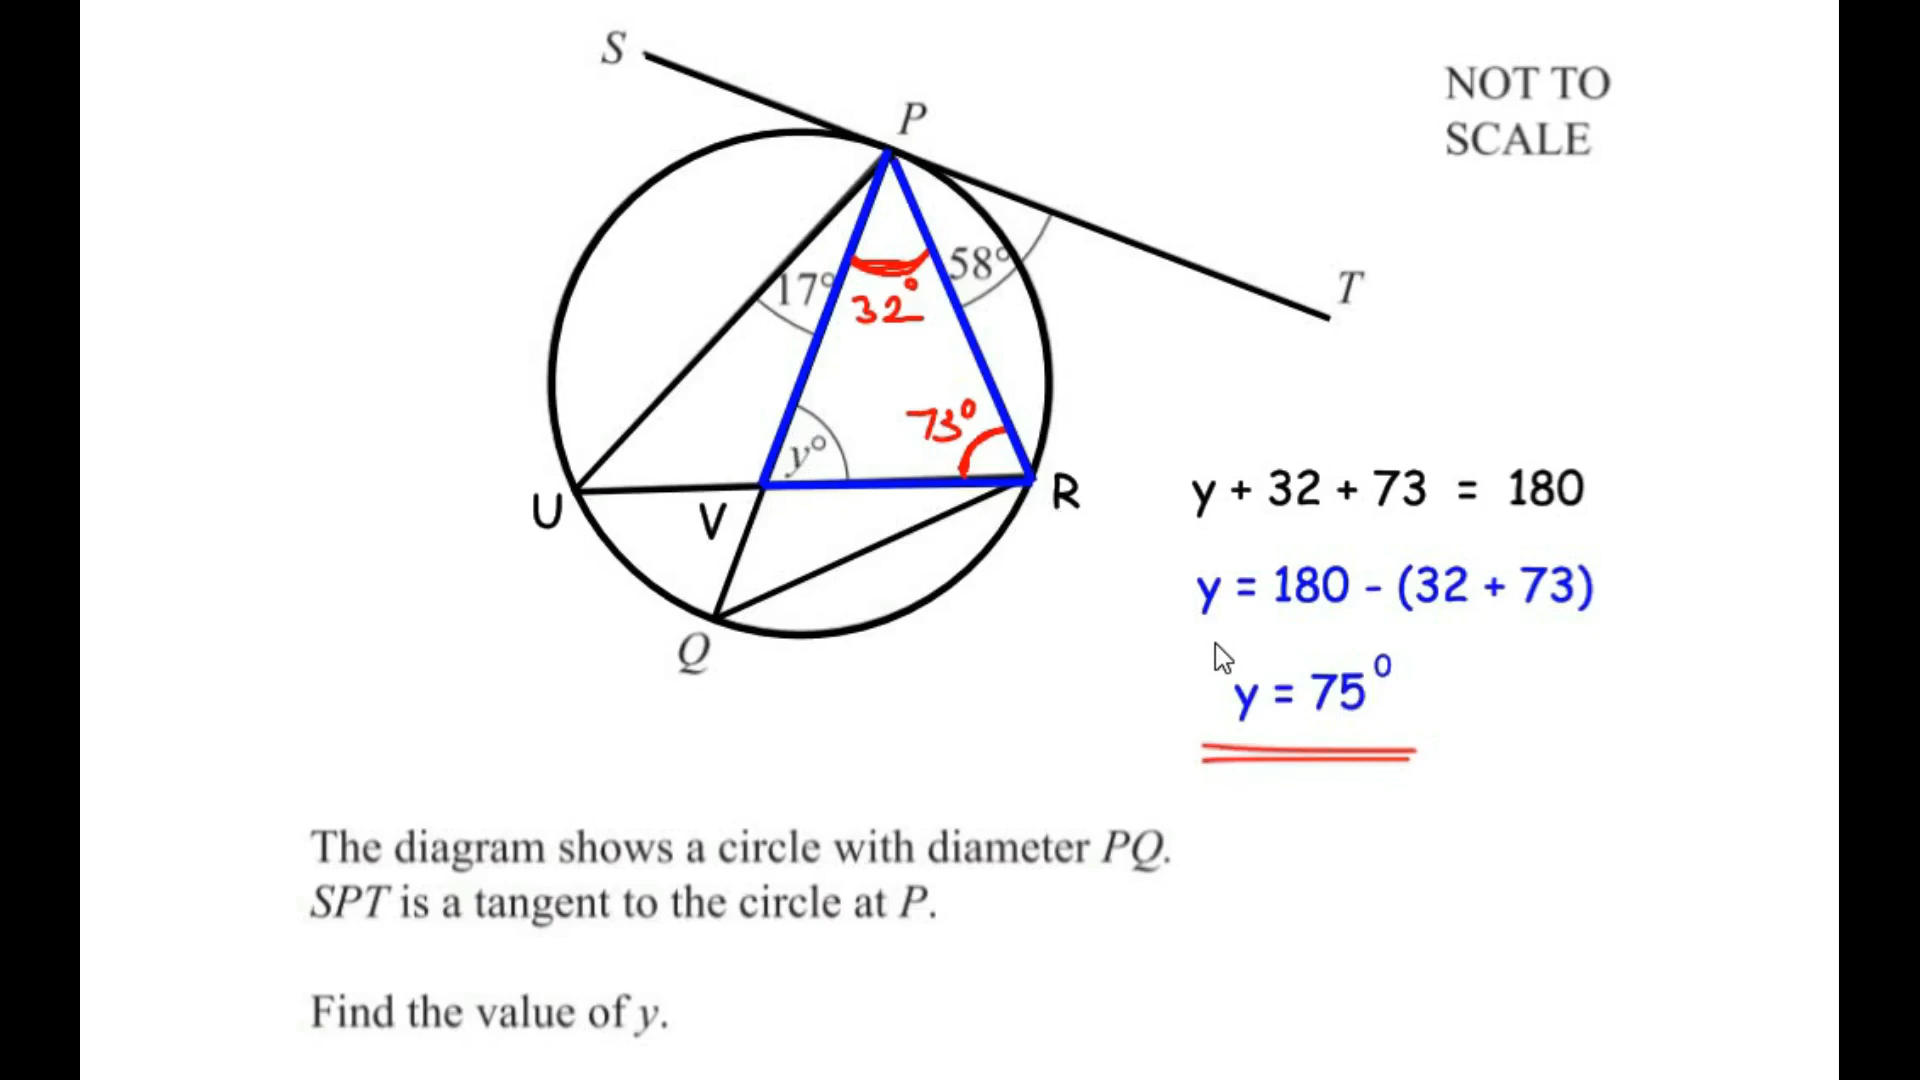 S
P
NOT TO
SCALE
T
17°
58°
32°
73°
y°
U
V
R
Q
y + 32 + 73 = 180
y = 180 - (32 + 73)
y = 75°
The diagram shows a circle with diameter PQ.
SPT is a tangent to the circle at P.
Find the value of y.